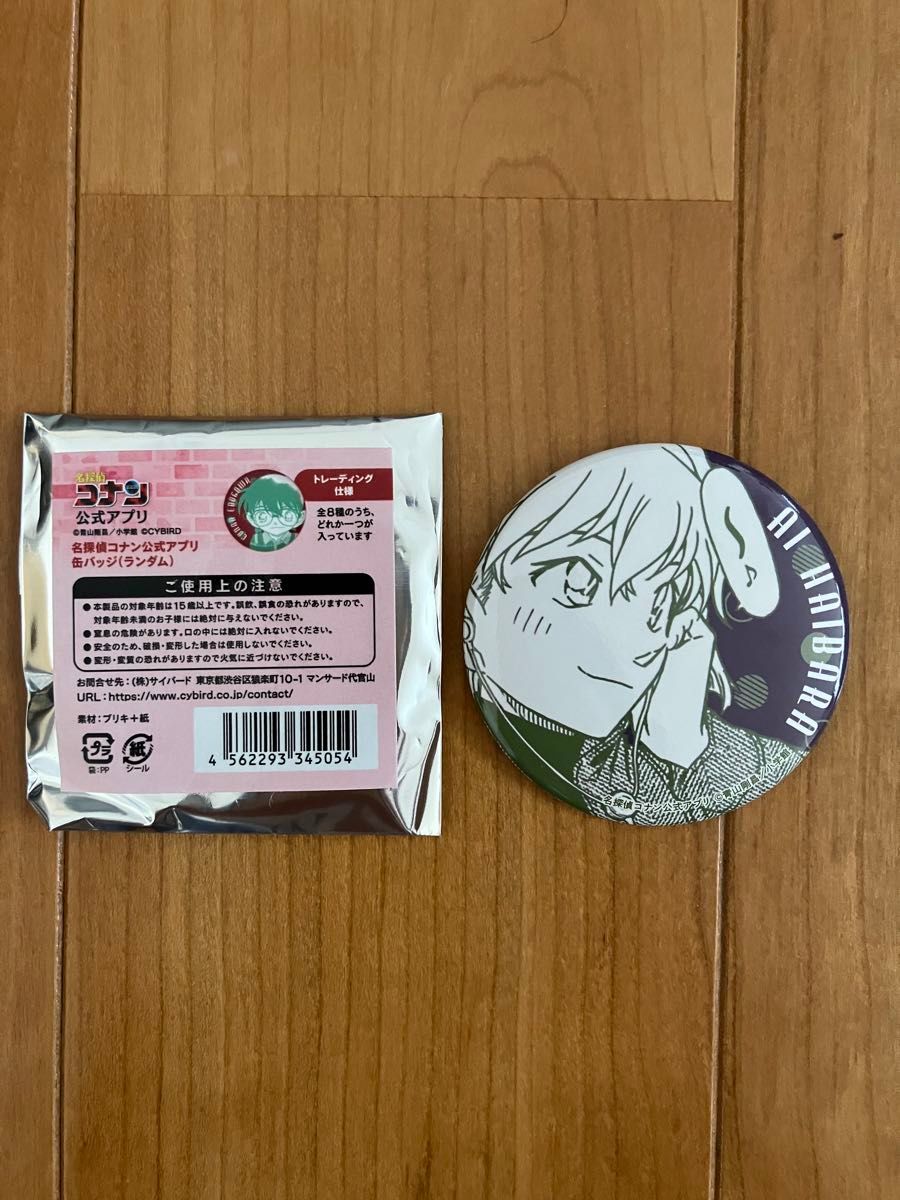 名探偵
コナン
公式アプリ
©青山剛昌/小学館 ©CYBIRD
名探偵コナン公式アプリ
缶バッジ(ランダム)
CONAN EDOGAWA
トレーディング
仕様
全8種のうち、
どれか一つが
入っています
ご使用上の注意
●本製品の対象年齢は15歳以上です。誤飲、誤食の恐れがありますので、
対象年齢未満のお子様には絶対に与えないでください。
●窒息の危険があります。口の中には絶対に入れないでください。
●安全のため、破損・変形した場合は使用しないでください。
●変形・変質の恐れがありますので火気に近づけないでください。
お問合せ先:(株)サイバード 東京都渋谷区猿楽町10-1 マンサード代官山
URL:https://www.cybird.co.jp/contact/
素材:ブリキ+紙
プラ
袋:PP
紙
シール
4 562293 345054
AI HAIBARA
名探偵コナン公式アプリ ©青山剛昌/小学館